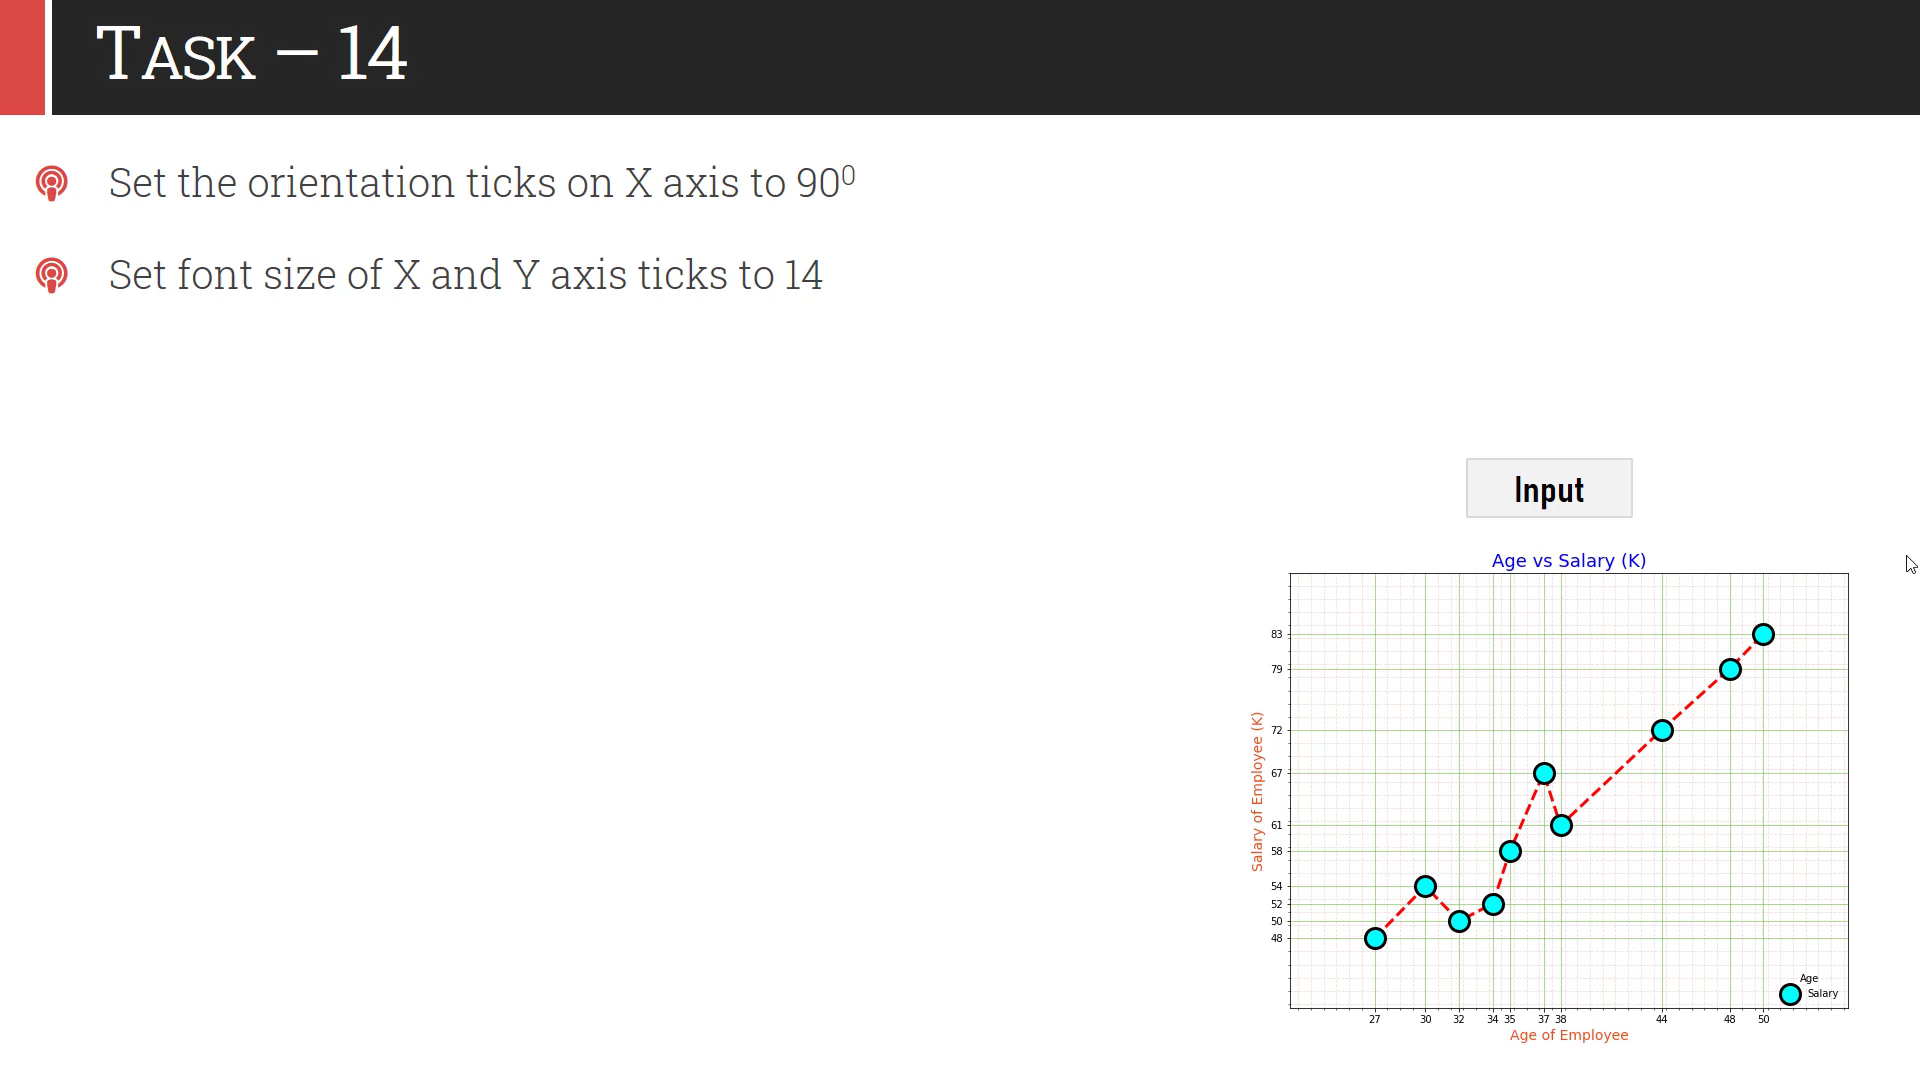 TASK – 14
Set the orientation ticks on X axis to 90⁰
Set font size of X and Y axis ticks to 14
Input
Age vs Salary (K)
83
79
72
67
61
58
54
52
50
48
Salary of Employee (K)
Age
Salary
27 30 32 34 35 37 38 44 48 50
Age of Employee